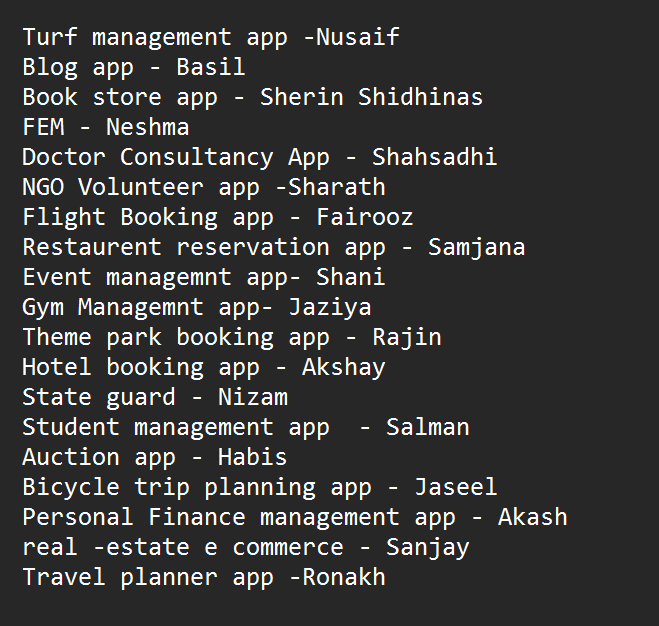 Turf management app -Nusaif
Blog app - Basil
Book store app - Sherin Shidhinas
FEM - Neshma
Doctor Consultancy App - Shahsadhi
NGO Volunteer app -Sharath
Flight Booking app - Fairooz
Restaurent reservation app - Samjana
Event managemnt app- Shani
Gym Managemnt app- Jaziya
Theme park booking app - Rajin
Hotel booking app - Akshay
State guard - Nizam
Student management app  - Salman
Auction app - Habis
Bicycle trip planning app - Jaseel
Personal Finance management app - Akash
real -estate e commerce - Sanjay
Travel planner app -Ronakh